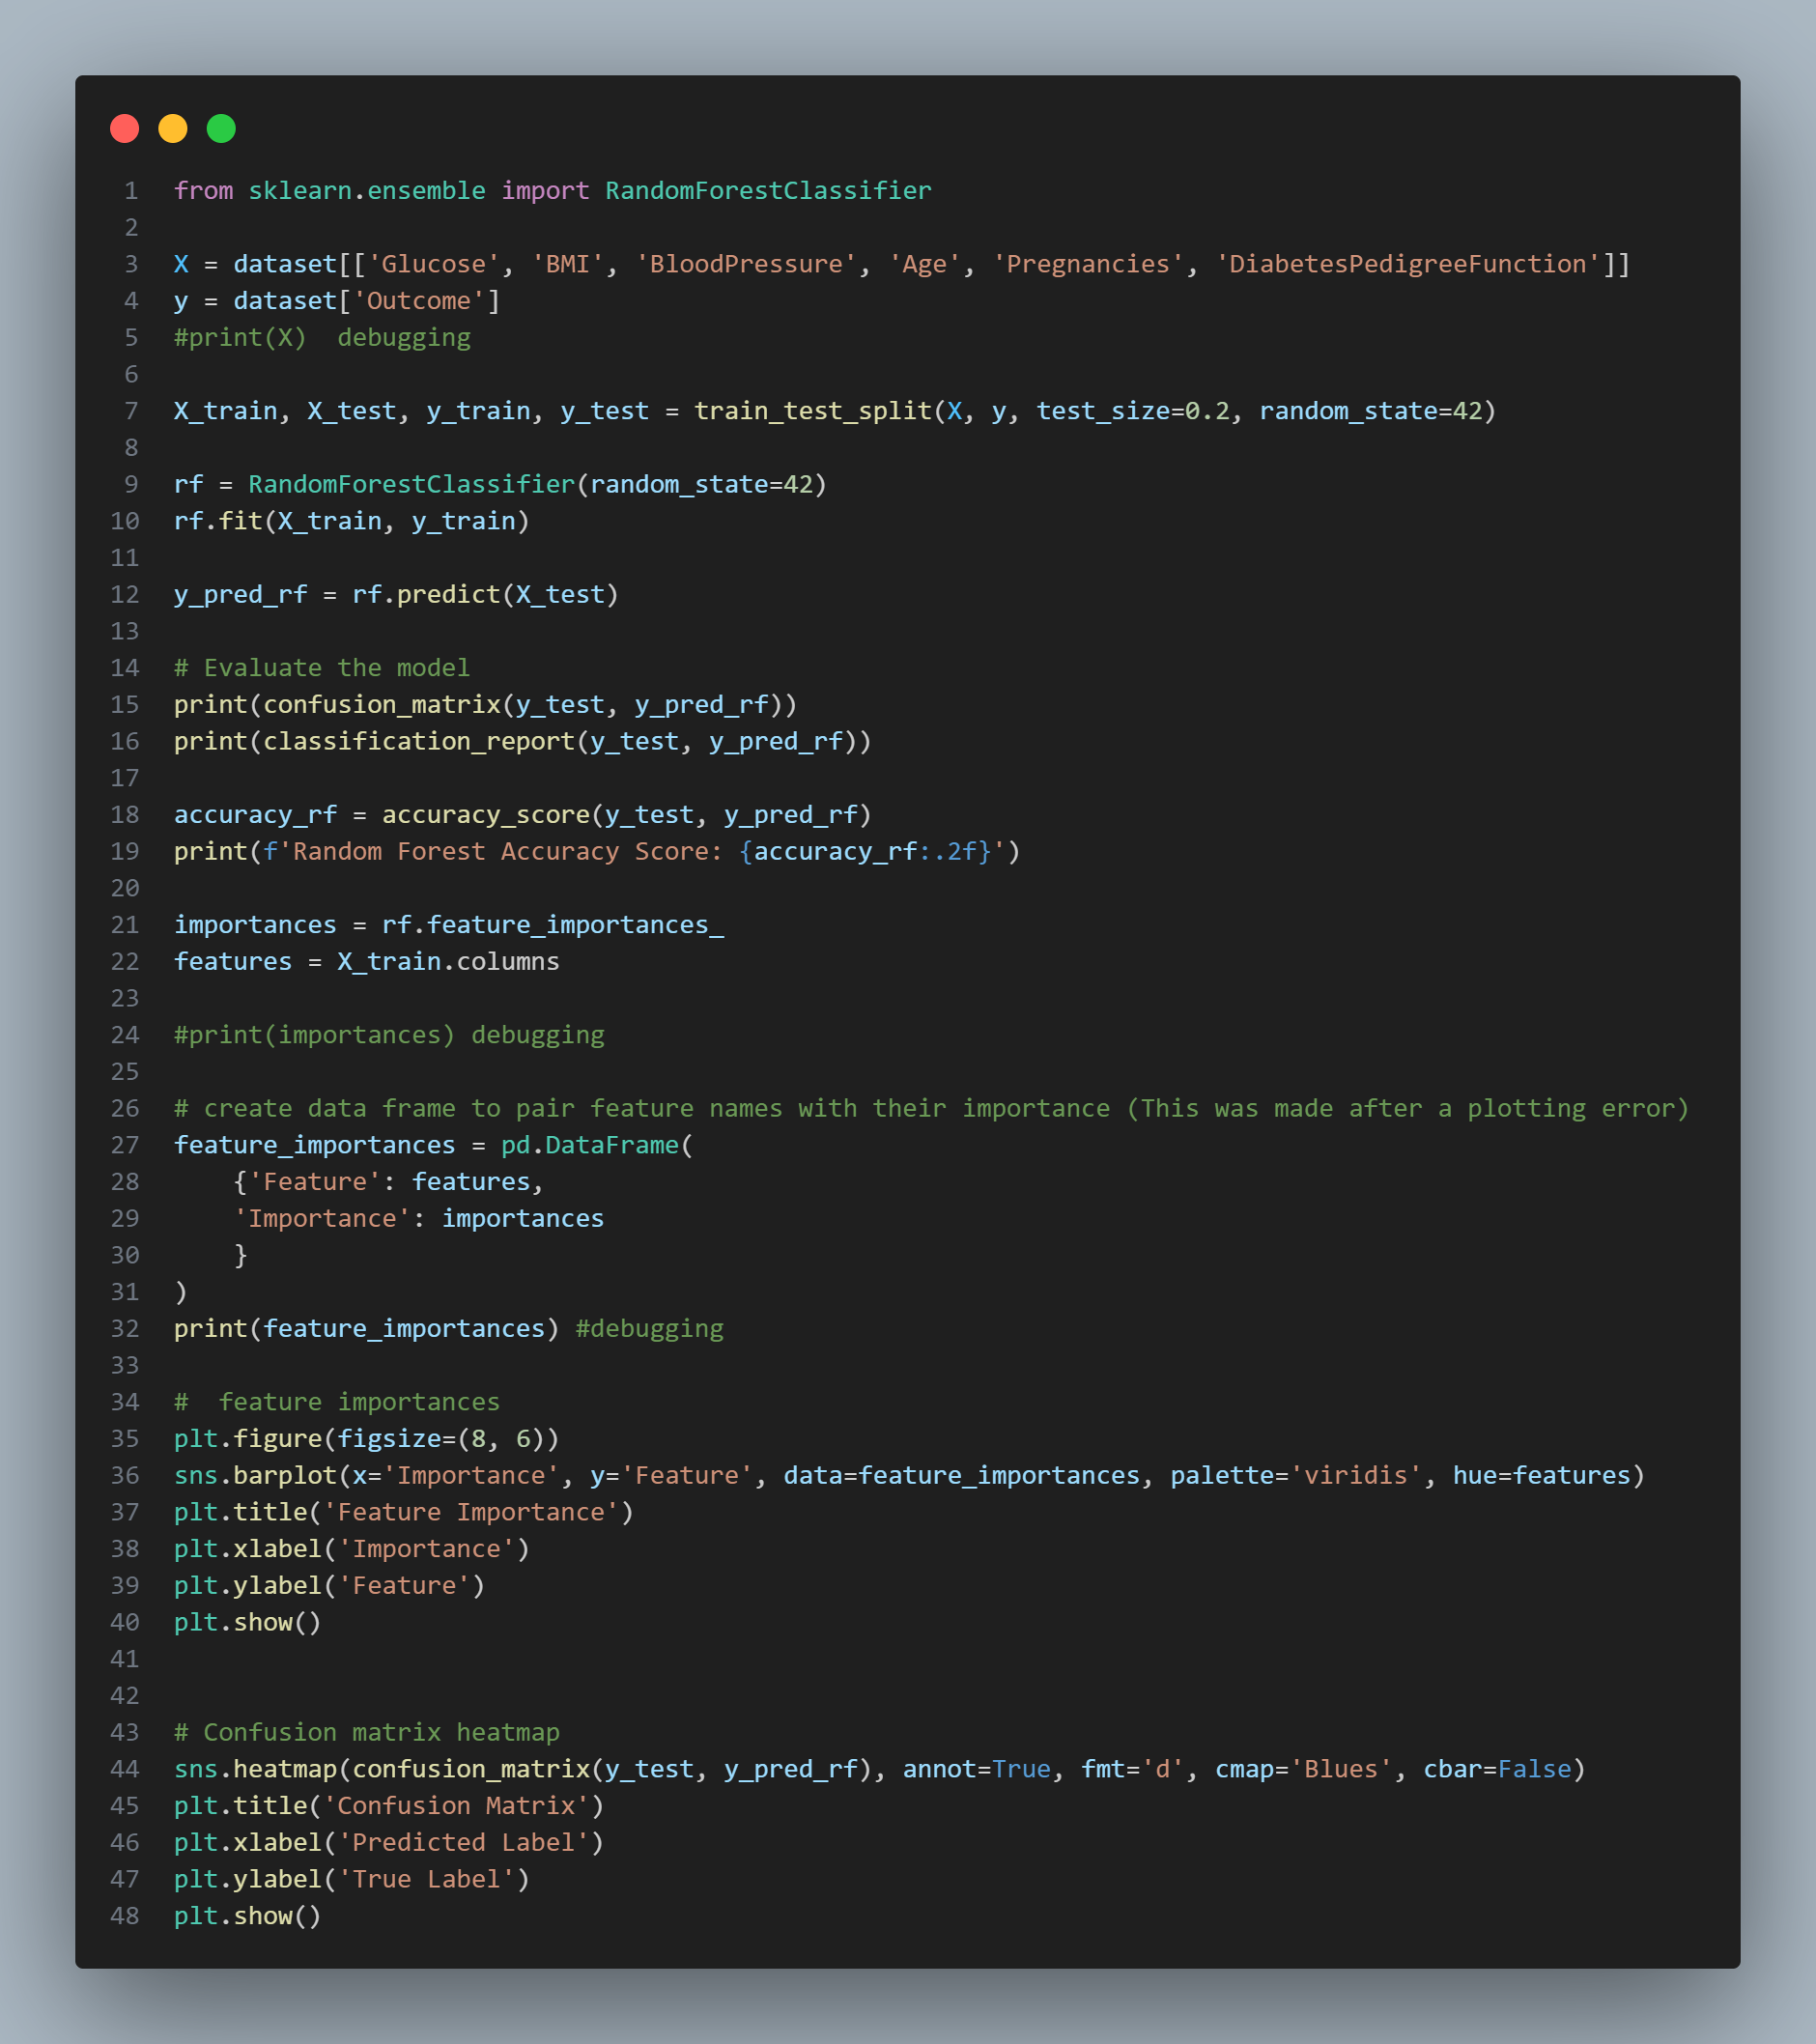 1 from sklearn.ensemble import RandomForestClassifier
2
3 X = dataset[['Glucose', 'BMI', 'BloodPressure', 'Age', 'Pregnancies', 'DiabetesPedigreeFunction']]
4 y = dataset['Outcome']
5 #print(X)  debugging
6
7 X_train, X_test, y_train, y_test = train_test_split(X, y, test_size=0.2, random_state=42)
8
9 rf = RandomForestClassifier(random_state=42)
10 rf.fit(X_train, y_train)
11
12 y_pred_rf = rf.predict(X_test)
13
14 # Evaluate the model
15 print(confusion_matrix(y_test, y_pred_rf))
16 print(classification_report(y_test, y_pred_rf))
17
18 accuracy_rf = accuracy_score(y_test, y_pred_rf)
19 print(f'Random Forest Accuracy Score: {accuracy_rf:.2f}')
20
21 importances = rf.feature_importances_
22 features = X_train.columns
23
24 #print(importances) debugging
25
26 # create data frame to pair feature names with their importance (This was made after a plotting error)
27 feature_importances = pd.DataFrame(
28     {'Feature': features,
29     'Importance': importances
30     }
31 )
32 print(feature_importances) #debugging
33
34 #  feature importances
35 plt.figure(figsize=(8, 6))
36 sns.barplot(x='Importance', y='Feature', data=feature_importances, palette='viridis', hue=features)
37 plt.title('Feature Importance')
38 plt.xlabel('Importance')
39 plt.ylabel('Feature')
40 plt.show()
41
42
43 # Confusion matrix heatmap
44 sns.heatmap(confusion_matrix(y_test, y_pred_rf), annot=True, fmt='d', cmap='Blues', cbar=False)
45 plt.title('Confusion Matrix')
46 plt.xlabel('Predicted Label')
47 plt.ylabel('True Label')
48 plt.show()